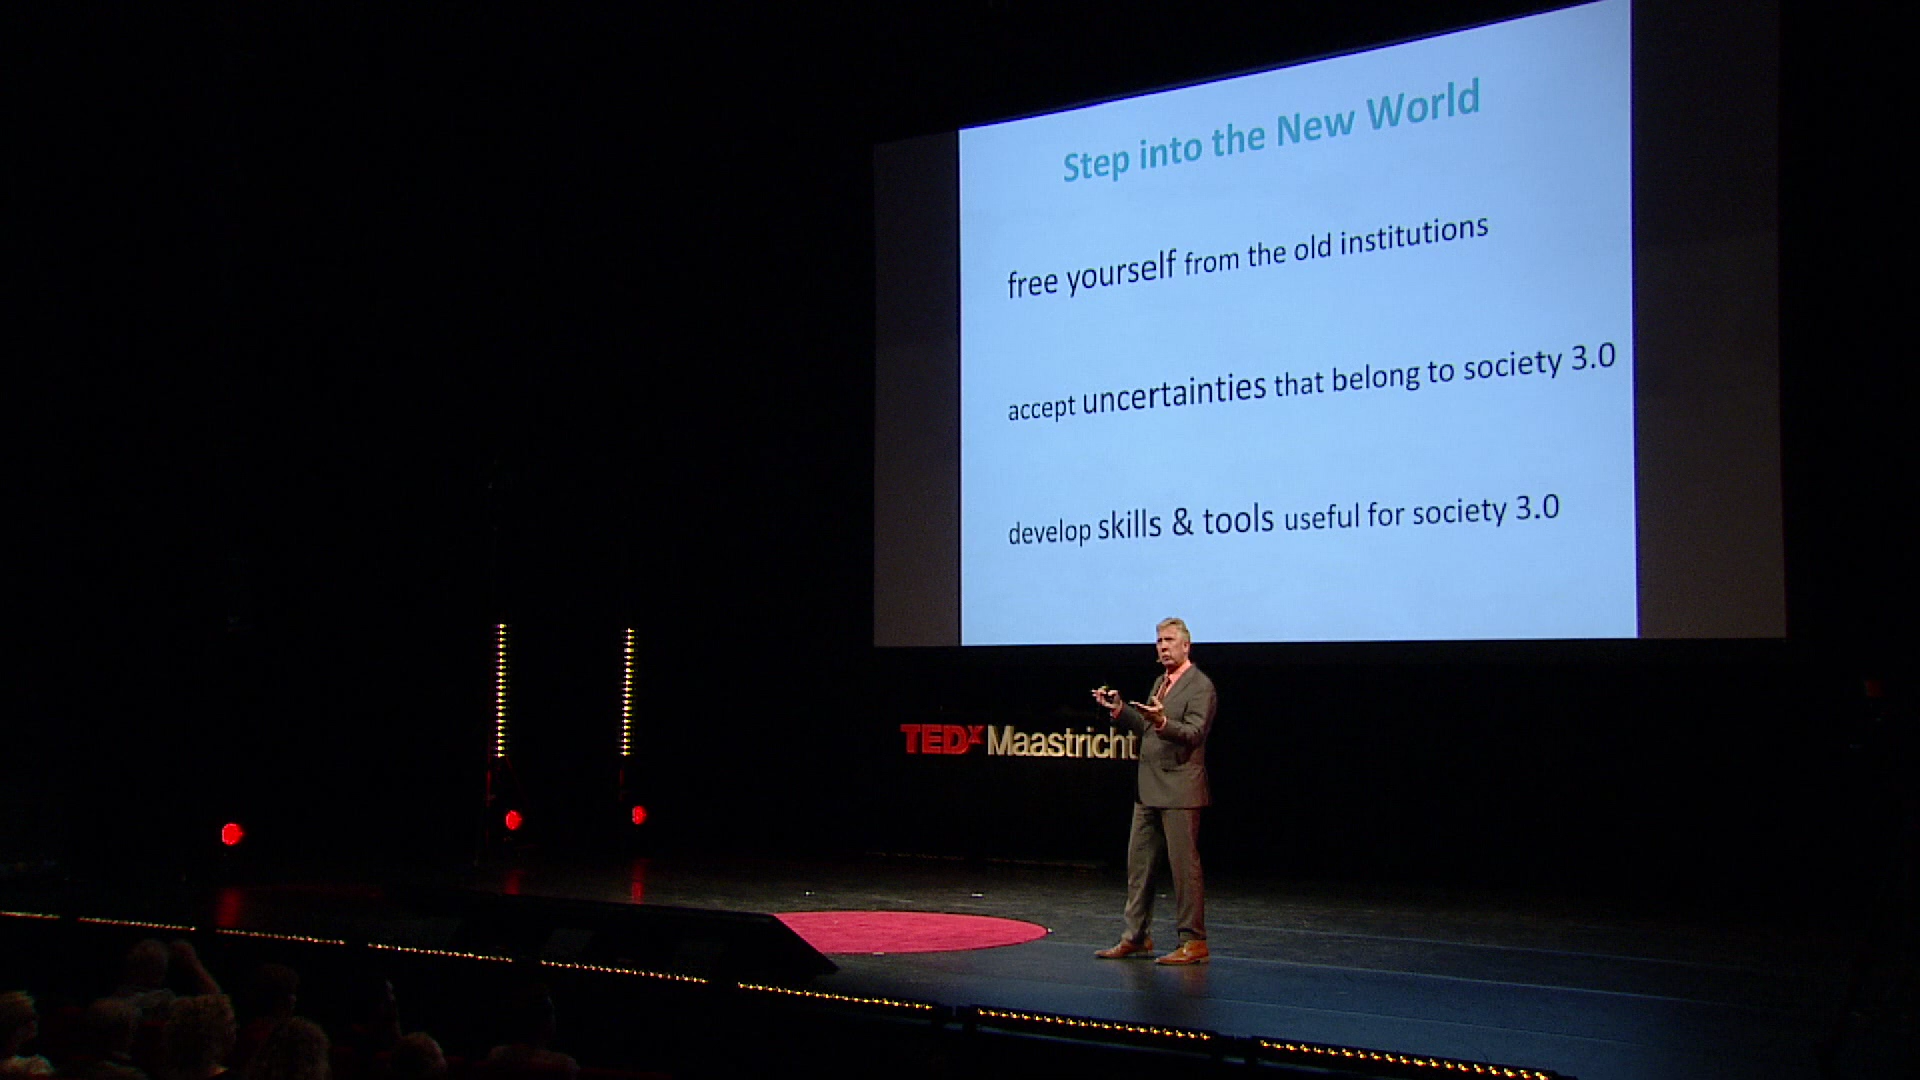 Step into the New World
free yourself from the old institutions
accept uncertainties that belong to society 3.0
develop skills & tools useful for society 3.0
TEDx Maastricht